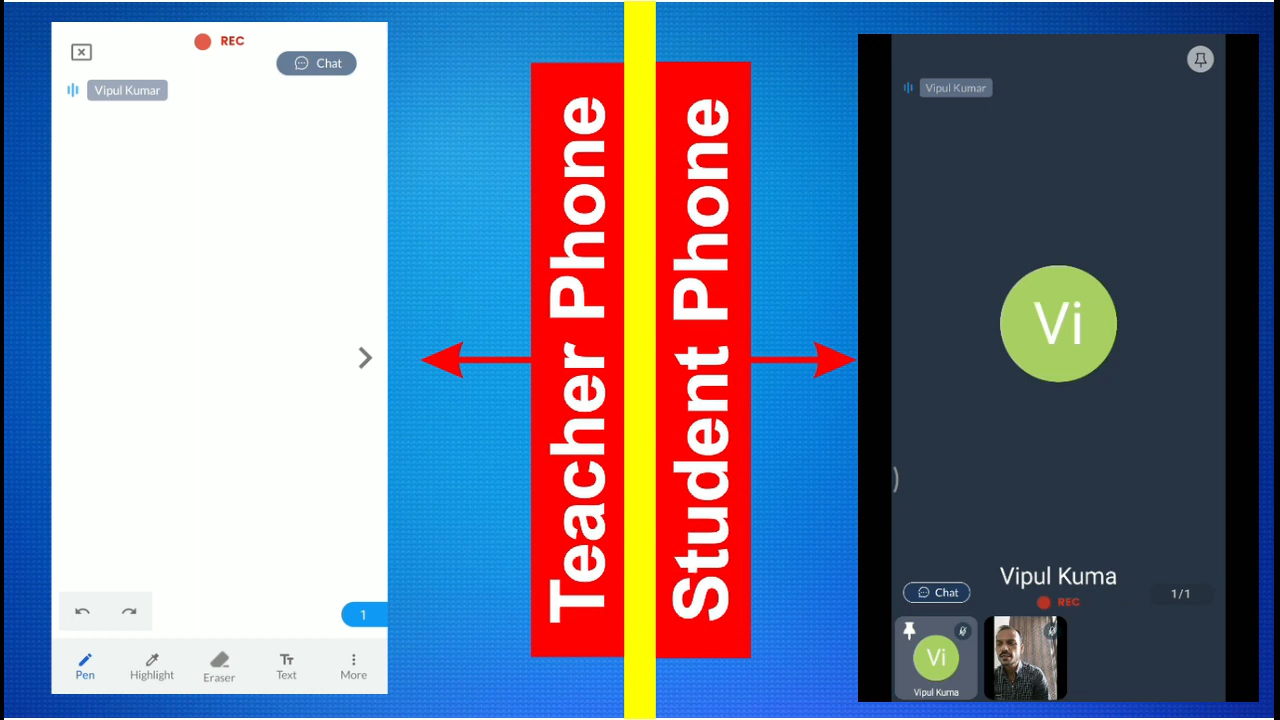 REC
Chat
Vipul Kumar
1
Pen
Highlight
Eraser
Text
More
Teacher Phone
Student Phone
Vipul Kumar
Vi
Vipul Kuma
Chat
REC
1/1
Vi
Vipul Kuma